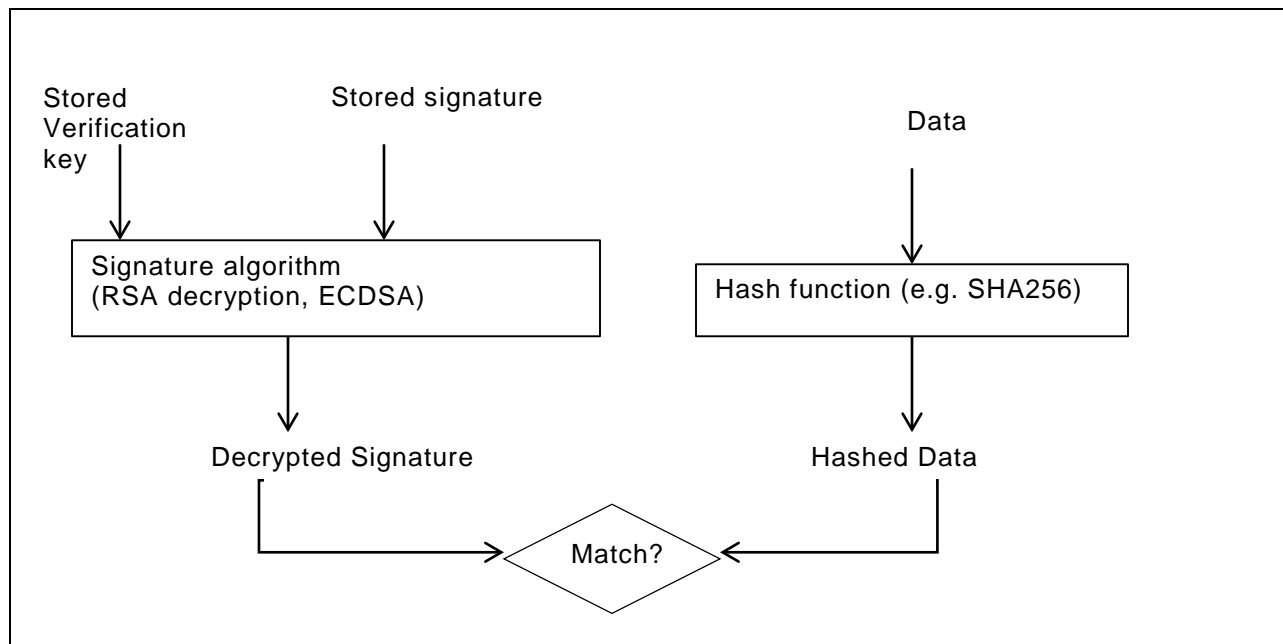 Stored
Verification
key
Stored signature
Data
Signature algorithm
(RSA decryption, ECDSA)
Hash function (e.g. SHA256)
Decrypted Signature
Hashed Data
Match?